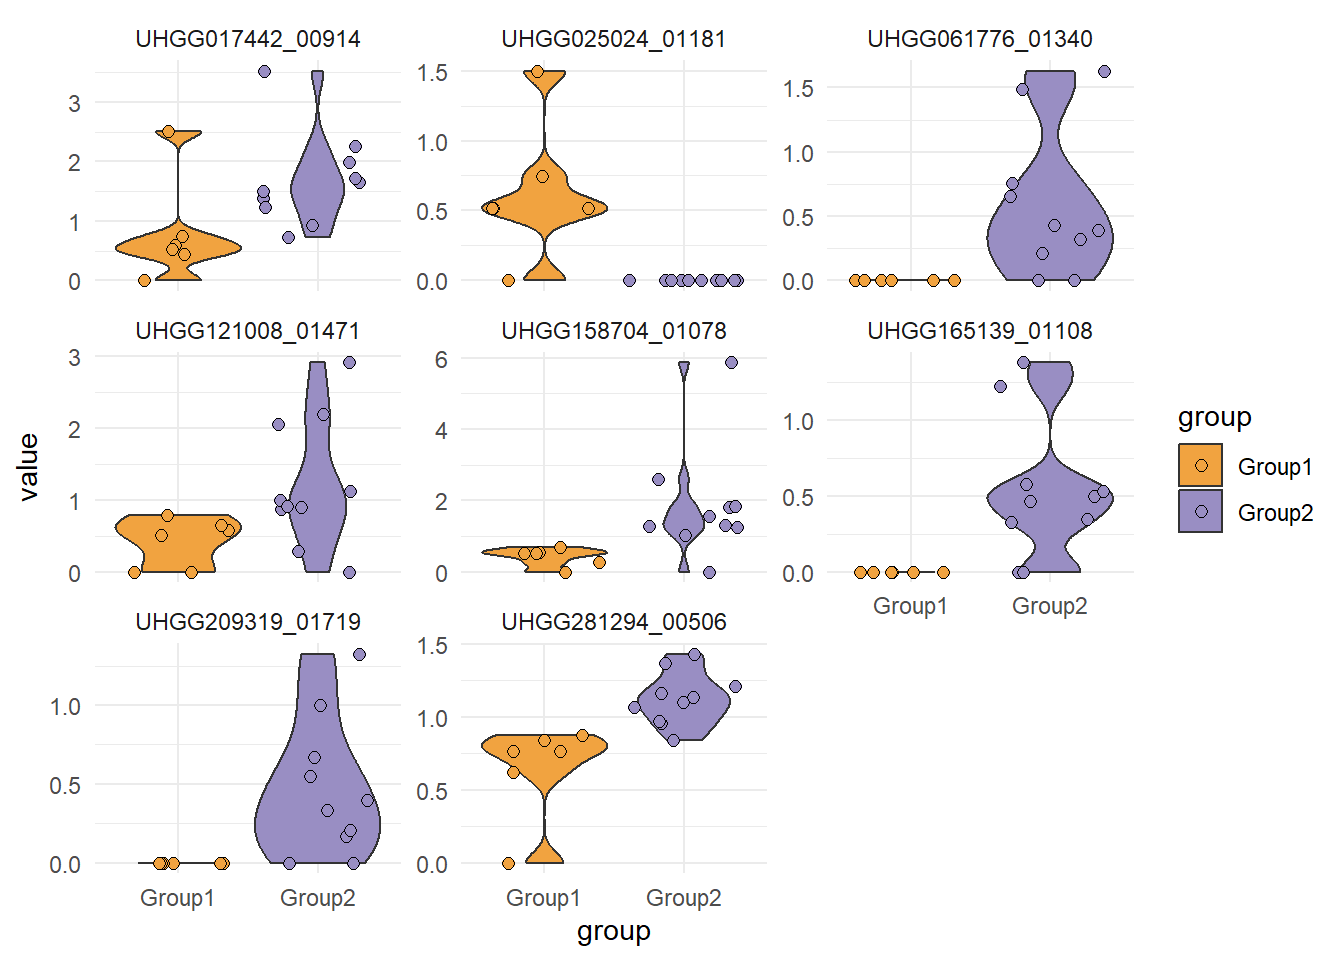 UHGG017442_00914
UHGG025024_01181
UHGG061776_01340
3
2
1
0
1.5
1.0
0.5
0.0
1.5
1.0
0.5
0.0
UHGG121008_01471
UHGG158704_01078
UHGG165139_01108
3
2
1
0
6
4
2
0
1.0
0.5
0.0
Group1 Group2
UHGG209319_01719
UHGG281294_00506
1.0
0.5
0.0
1.5
1.0
0.5
0.0
Group1 Group2
Group1 Group2
group
value
group
Group1
Group2